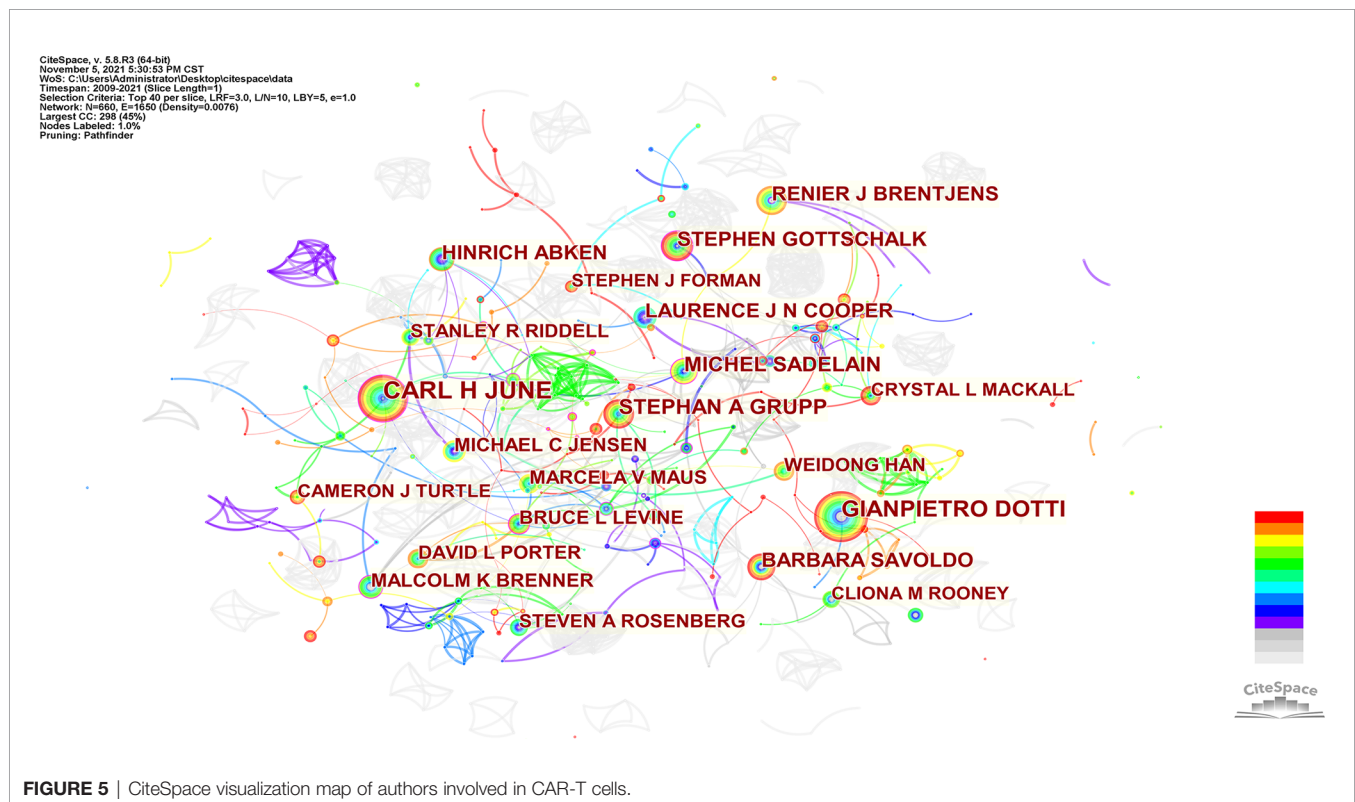 CiteSpace, v. 5.8.R3 (64-bit)
November 5, 2021 5:30:53 PM CST
WoS: C:\Users\Administrator\Desktop\citespace\data
Timespan: 2009-2021 (Slice Length=1)
Selection Criteria: Top 40 per slice, LRF=3.0, L/N=10, LBY=5, e=1.0
Network: N=660, E=1650 (Density=0.0076)
Largest CC: 298 (45%)
Nodes Labeled: 1.0%
Pruning: Pathfinder
RENIER J BRENTJENS
STEPHEN GOTTSCHALK
HINRICH ABKEN
STEPHEN J FORMAN
LAURENCE J N COOPER
STANLEY R RIDDELL
MICHEL SADELAIN
CARL H JUNE
CRYSTAL L MACKALL
STEPHAN A GRUPP
MICHAEL C JENSEN
WEIDONG HAN
MARCELA V MAUS
CAMERON J TURTLE
GIANPIETRO DOTTI
BRUCE L LEVINE
DAVID L PORTER
BARBARA SAVOLDO
MALCOLM K BRENNER
CLIONA M ROONEY
STEVEN A ROSENBERG
CiteSpace
FIGURE 5 | CiteSpace visualization map of authors involved in CAR-T cells.